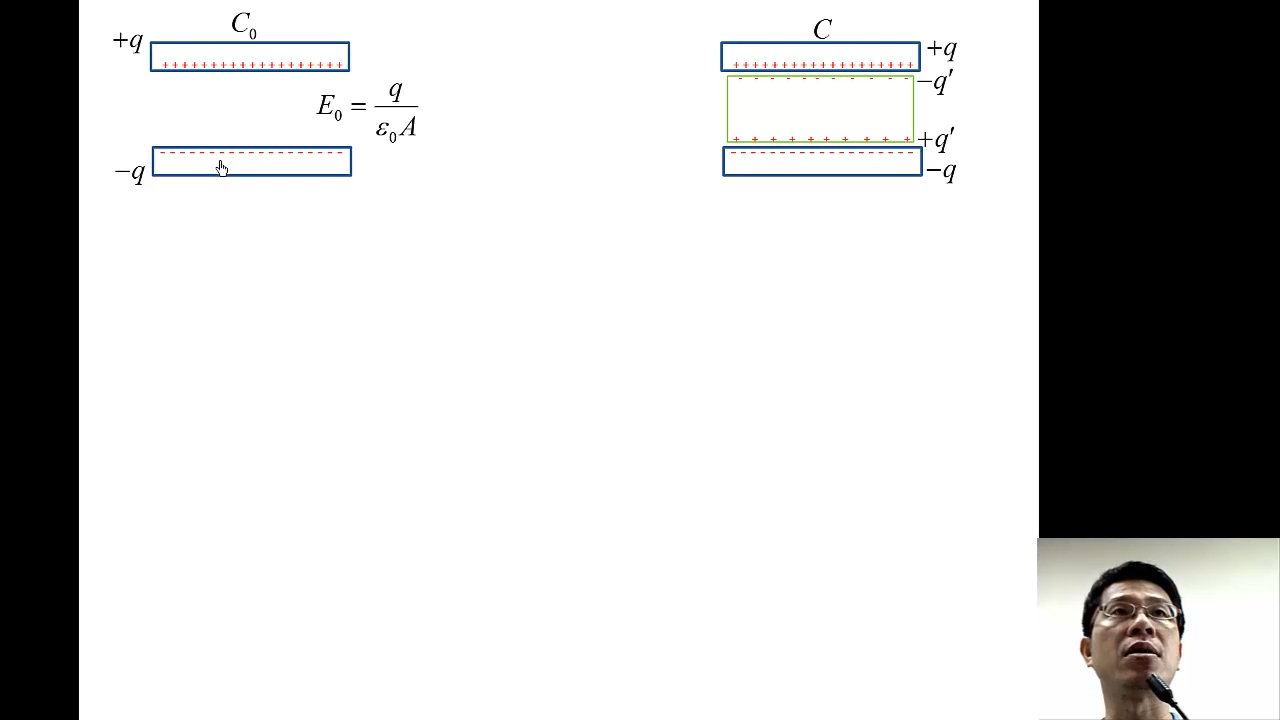 C₀
+q
E₀ = q / ε₀A
−q
C
+q
−q′
+q′
−q